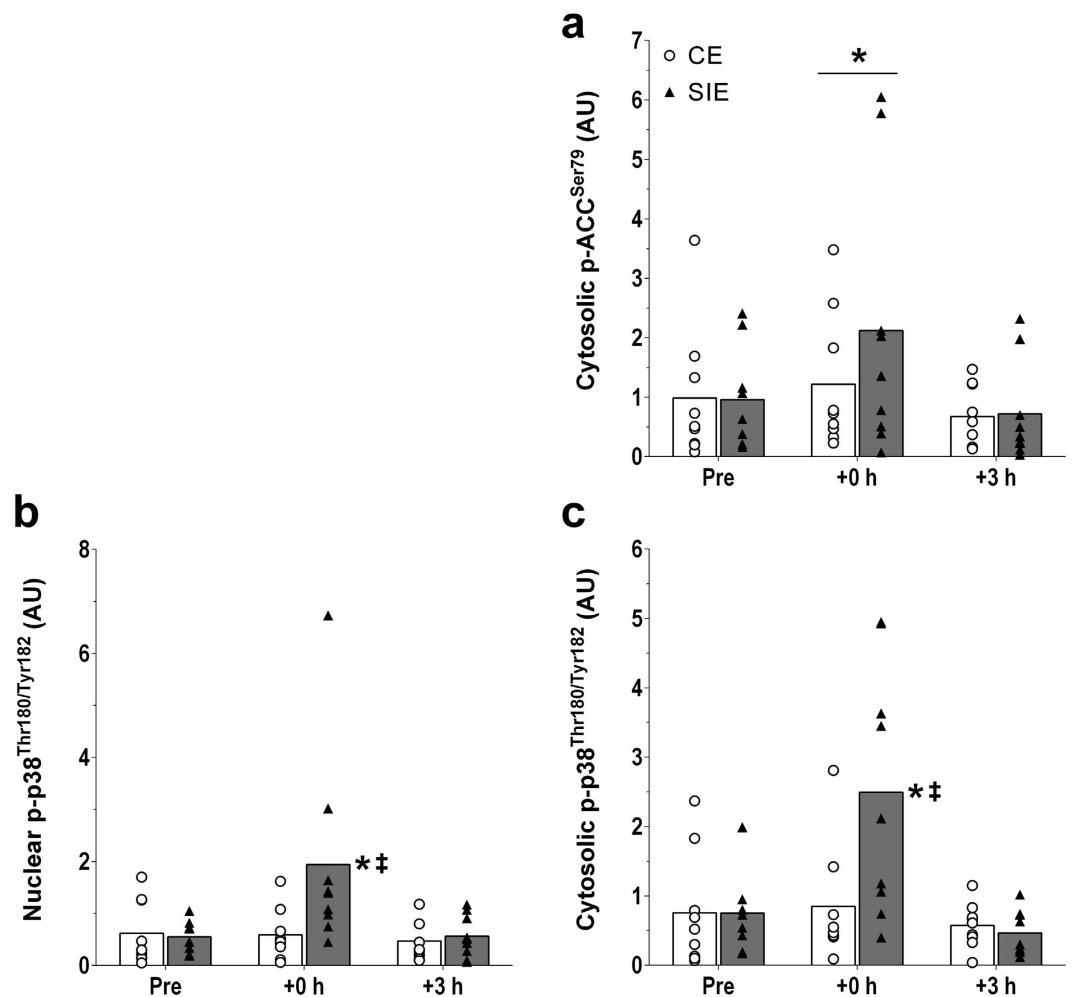 a
Cytosolic p-ACC^Ser79 (AU)
7
6
5
4
3
2
1
0
CE
SIE
*
Pre +0 h +3 h
b
Nuclear p-p38^Thr180/Tyr182 (AU)
8
6
4
2
0
*‡
Pre +0 h +3 h
c
Cytosolic p-p38^Thr180/Tyr182 (AU)
6
5
4
3
2
1
0
*‡
Pre +0 h +3 h